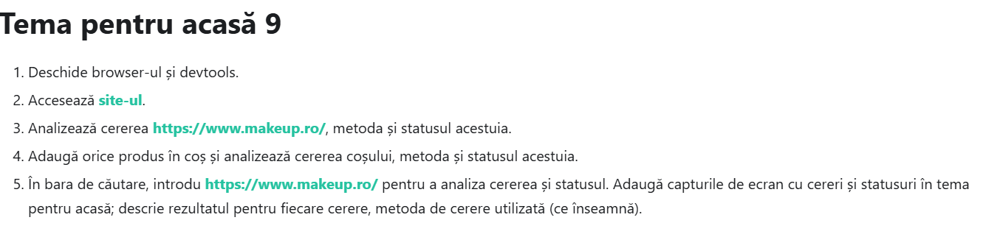 Tema pentru acasă 9
1. Deschide browser-ul și devtools.
2. Accesează site-ul.
3. Analizează cererea https://www.makeup.ro/, metoda și statusul acestuia.
4. Adaugă orice produs în coș și analizează cererea coșului, metoda și statusul acestuia.
5. În bara de căutare, introdu https://www.makeup.ro/ pentru a analiza cererea și statusul. Adaugă capturile de ecran cu cereri și statusuri în tema
pentru acasă; descrie rezultatul pentru fiecare cerere, metoda de cerere utilizată (ce înseamnă).